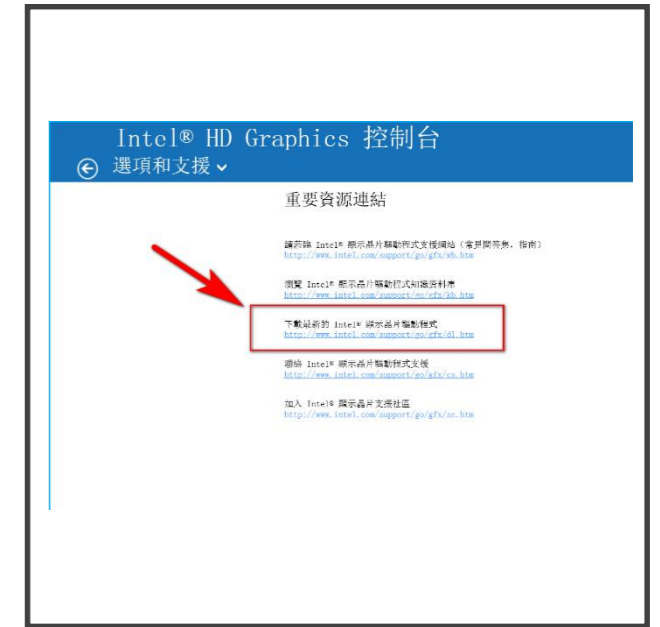 Intel® HD Graphics 控制台
選項和支援
重要資源連結
請蒞臨 Intel® 顯示晶片驅動程式支援網站（常見問答集，指南）
http://www.intel.com/support/go/gfx/wb.htm
瀏覽 Intel® 顯示晶片驅動程式知識資料庫
http://www.intel.com/support/go/gfx/kb.htm
下載最新的 Intel® 顯示晶片驅動程式
http://www.intel.com/support/go/gfx/dl.htm
聯絡 Intel® 顯示晶片驅動程式支援
http://www.intel.com/support/go/gfx/cs.htm
加入 Intel® 顯示晶片支援社區
http://www.intel.com/support/go/gfx/sc.htm